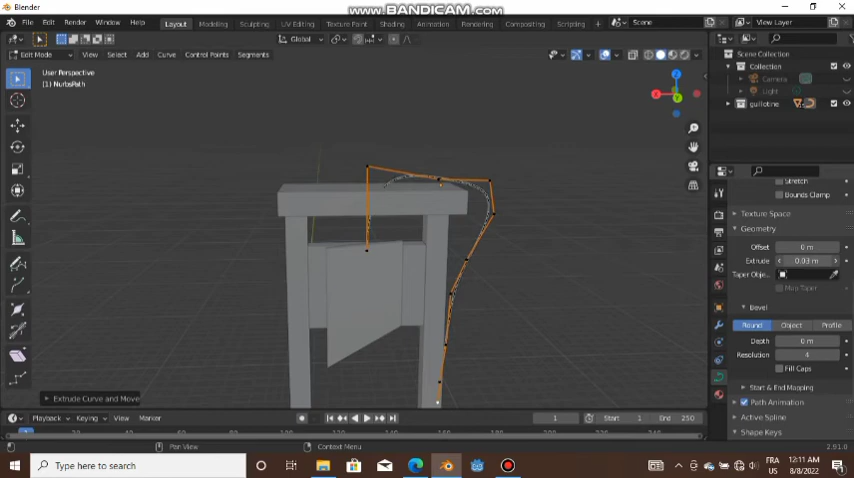 Blender
www.BANDICAM.com
File Edit Render Window Help
Layout Modeling Sculpting UV Editing Texture Paint Shading Animation Rendering Compositing Scripting + Scene View Layer
Global
Edit Mode View Select Add Curve Control Points Segments
User Perspective
(1) NurbsPath
Z
X
Y
Extrude Curve and Move
Scene Collection
Collection
Camera
Light
guillotine
Stretch
Bounds Clamp
Texture Space
Geometry
Offset 0 m
Extrude 0.03 m
Taper Obje..
Map Taper
Bevel
Round Object Profile
Depth 0 m
Resolution 4
Fill Caps
Start & End Mapping
Path Animation
Active Spline
Shape Keys
Playback Keying View Marker 1 Start 1 End 250
Pan View Context Menu 2.91.0
Type here to search
FRA
FR
12:11 AM
8/8/2022